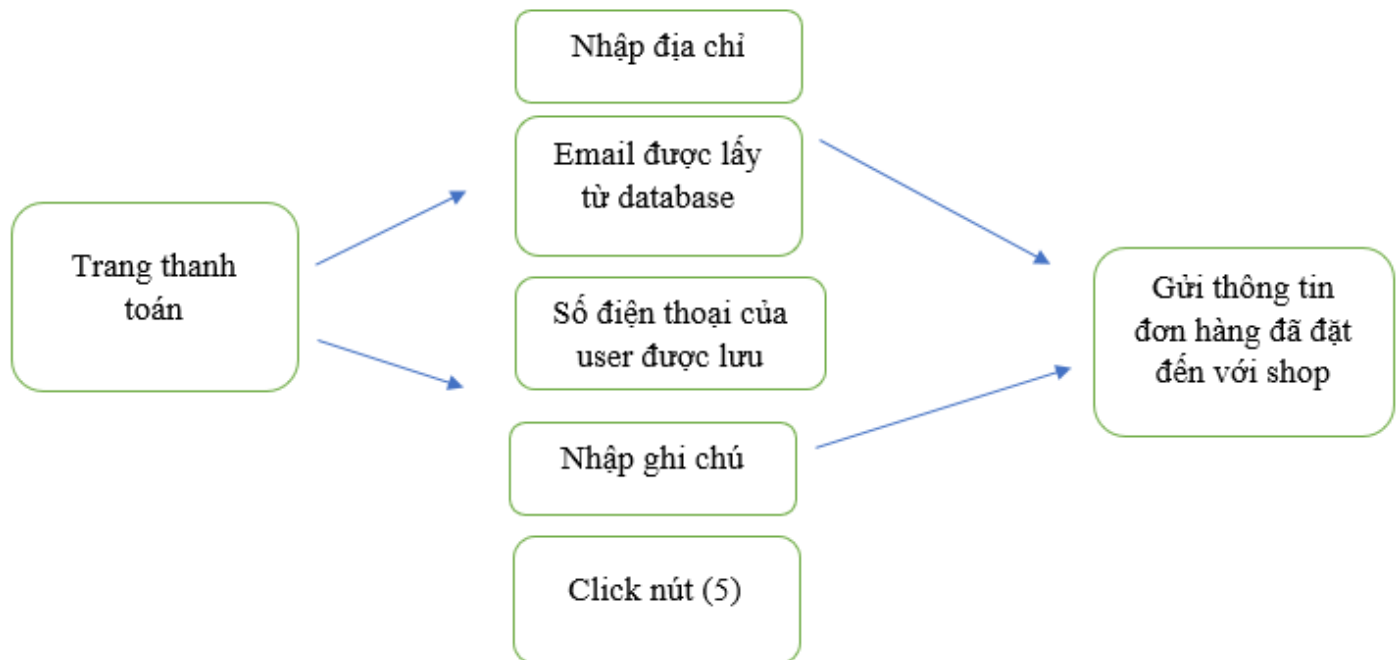 Trang thanh
toán
Nhập địa chỉ
Email được lấy
từ database
Số điện thoại của
user được lưu
Nhập ghi chú
Click nút (5)
Gửi thông tin
đơn hàng đã đặt
đến với shop